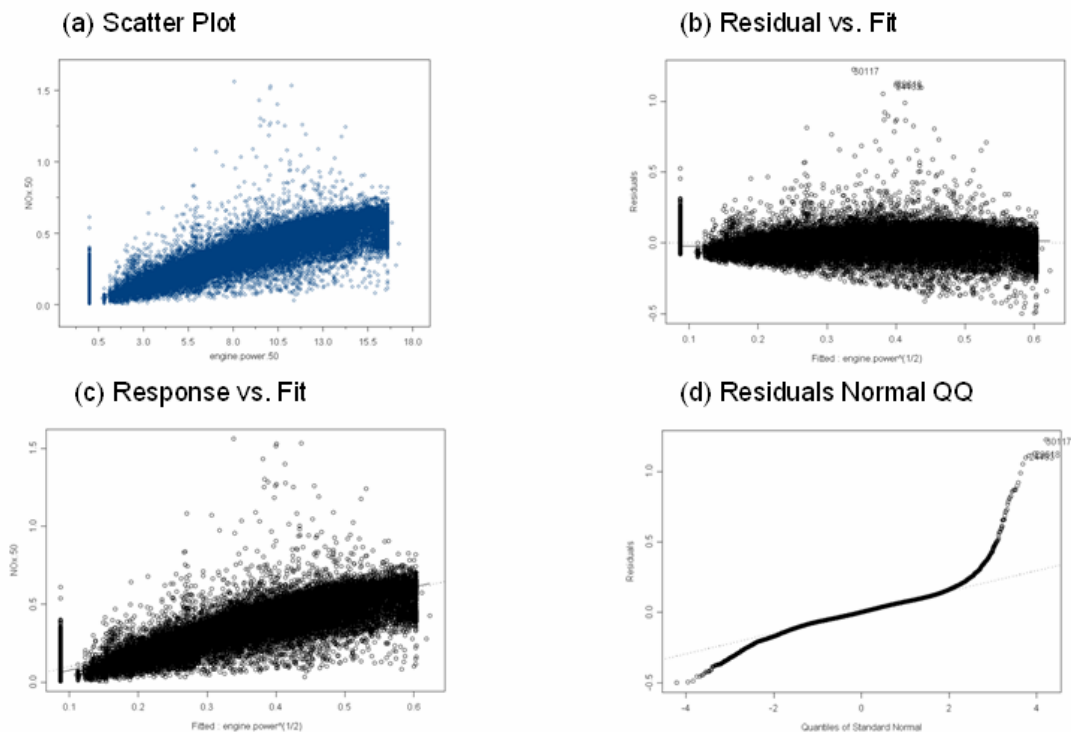 (a) Scatter Plot
1.5
1.0
0.5
0.0
NOx.50
0.5 3.0 5.5 8.0 10.5 13.0 15.5 18.0
engine.power.50
(b) Residual vs. Fit
1.0
0.5
0.0
-0.5
Residuals
0.1 0.2 0.3 0.4 0.5 0.6
Fitted : engine.power^(1/2)
(c) Response vs. Fit
1.5
1.0
0.5
0.0
NOx.50
0.1 0.2 0.3 0.4 0.5 0.6
Fitted : engine.power^(1/2)
(d) Residuals Normal QQ
1.0
0.5
0.0
-0.5
Residuals
-4 -2 0 2 4
Quantiles of Standard Normal